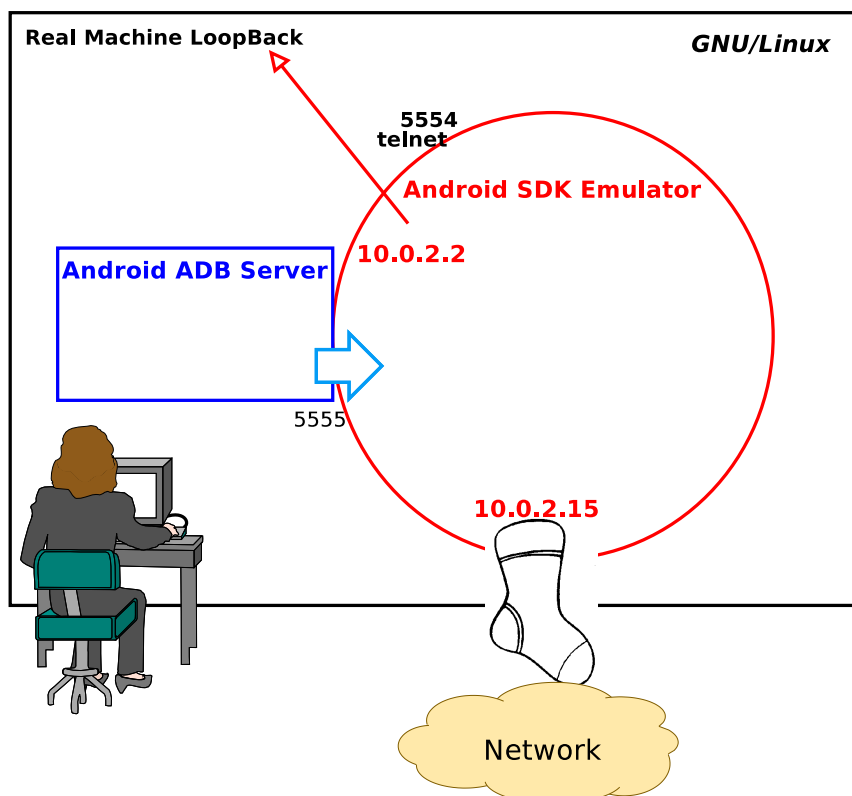 Real Machine LoopBack
GNU/Linux
5554
telnet
Android SDK Emulator
10.0.2.2
Android ADB Server
5555
10.0.2.15
Network